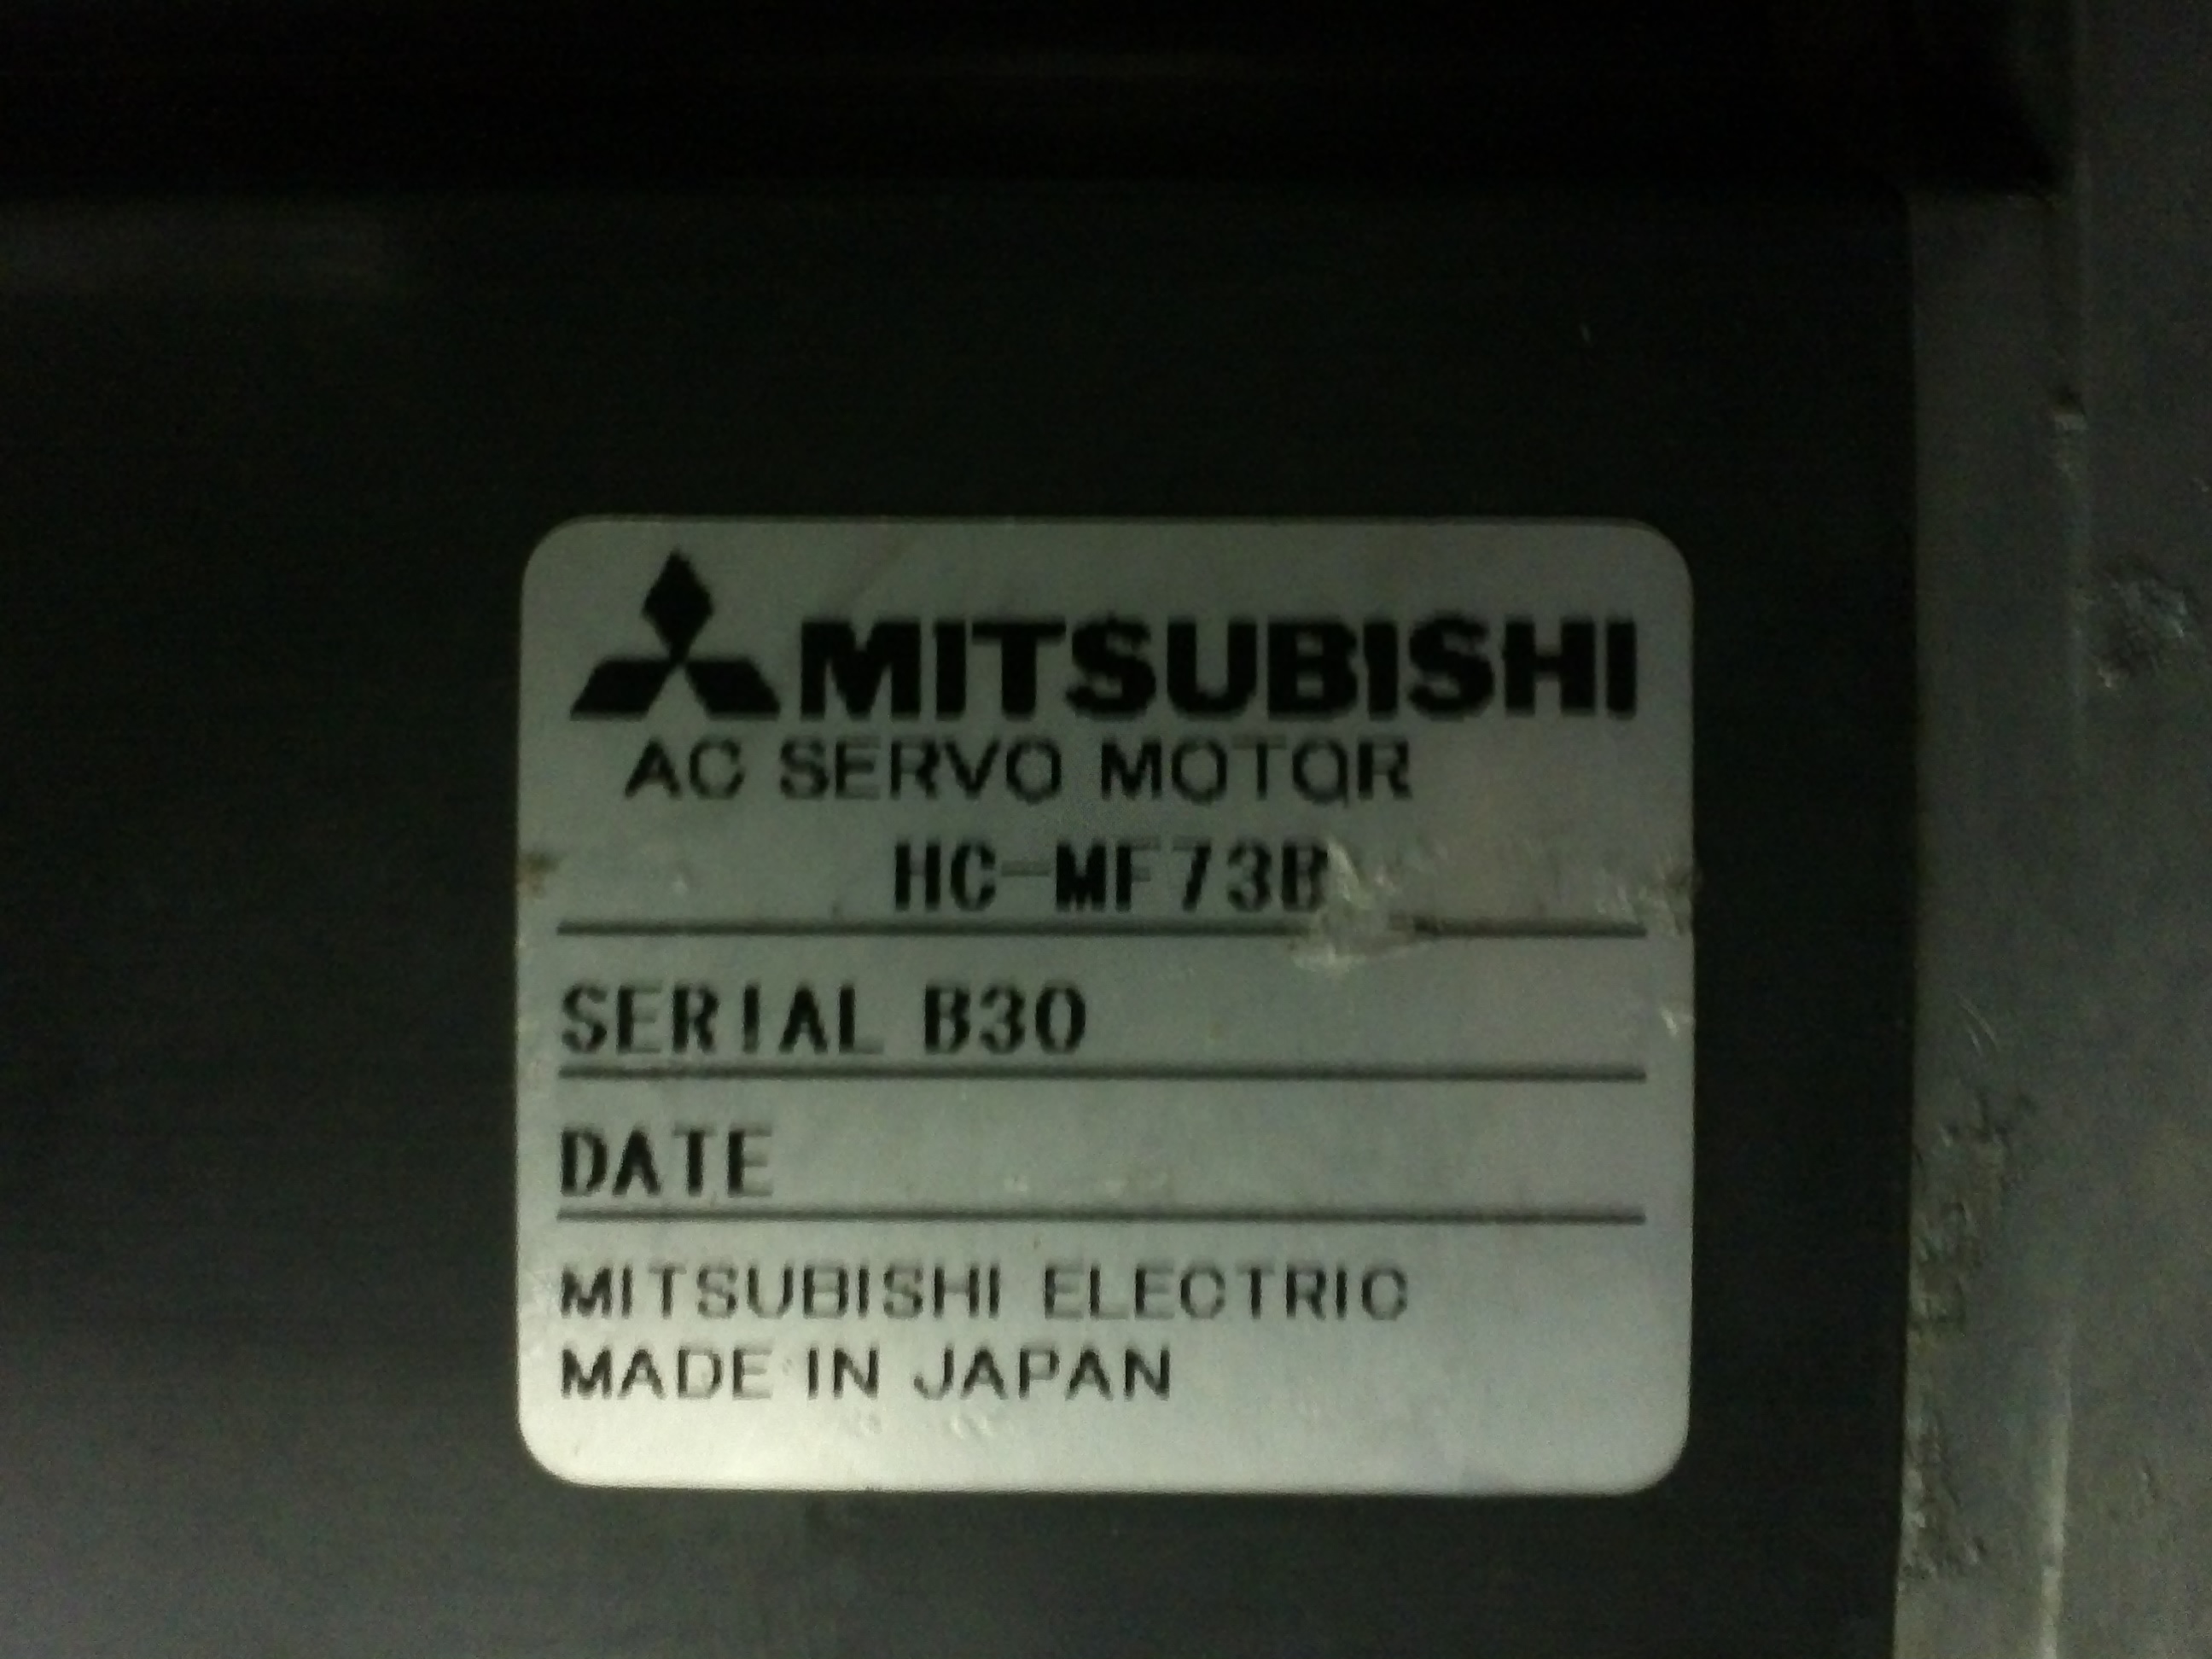 MITSUBISHI
AC SERVO MOTOR
HC-MF73B
SERIAL B30
DATE
MITSUBISHI ELECTRIC
MADE IN JAPAN